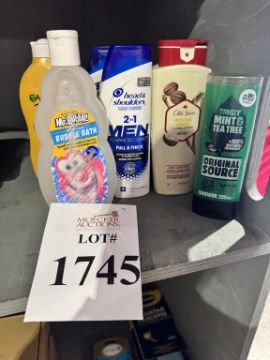 Mr. Bubble
BUBBLE BATH
head &
shoulders
2in1
MEN
FULL & THICK
Old Spice
TINGLY
MINT &
TEA TREE
ORIGINAL
SOURCE
SHOWER
MOECKER
AUCTIONS
LOT#
1745